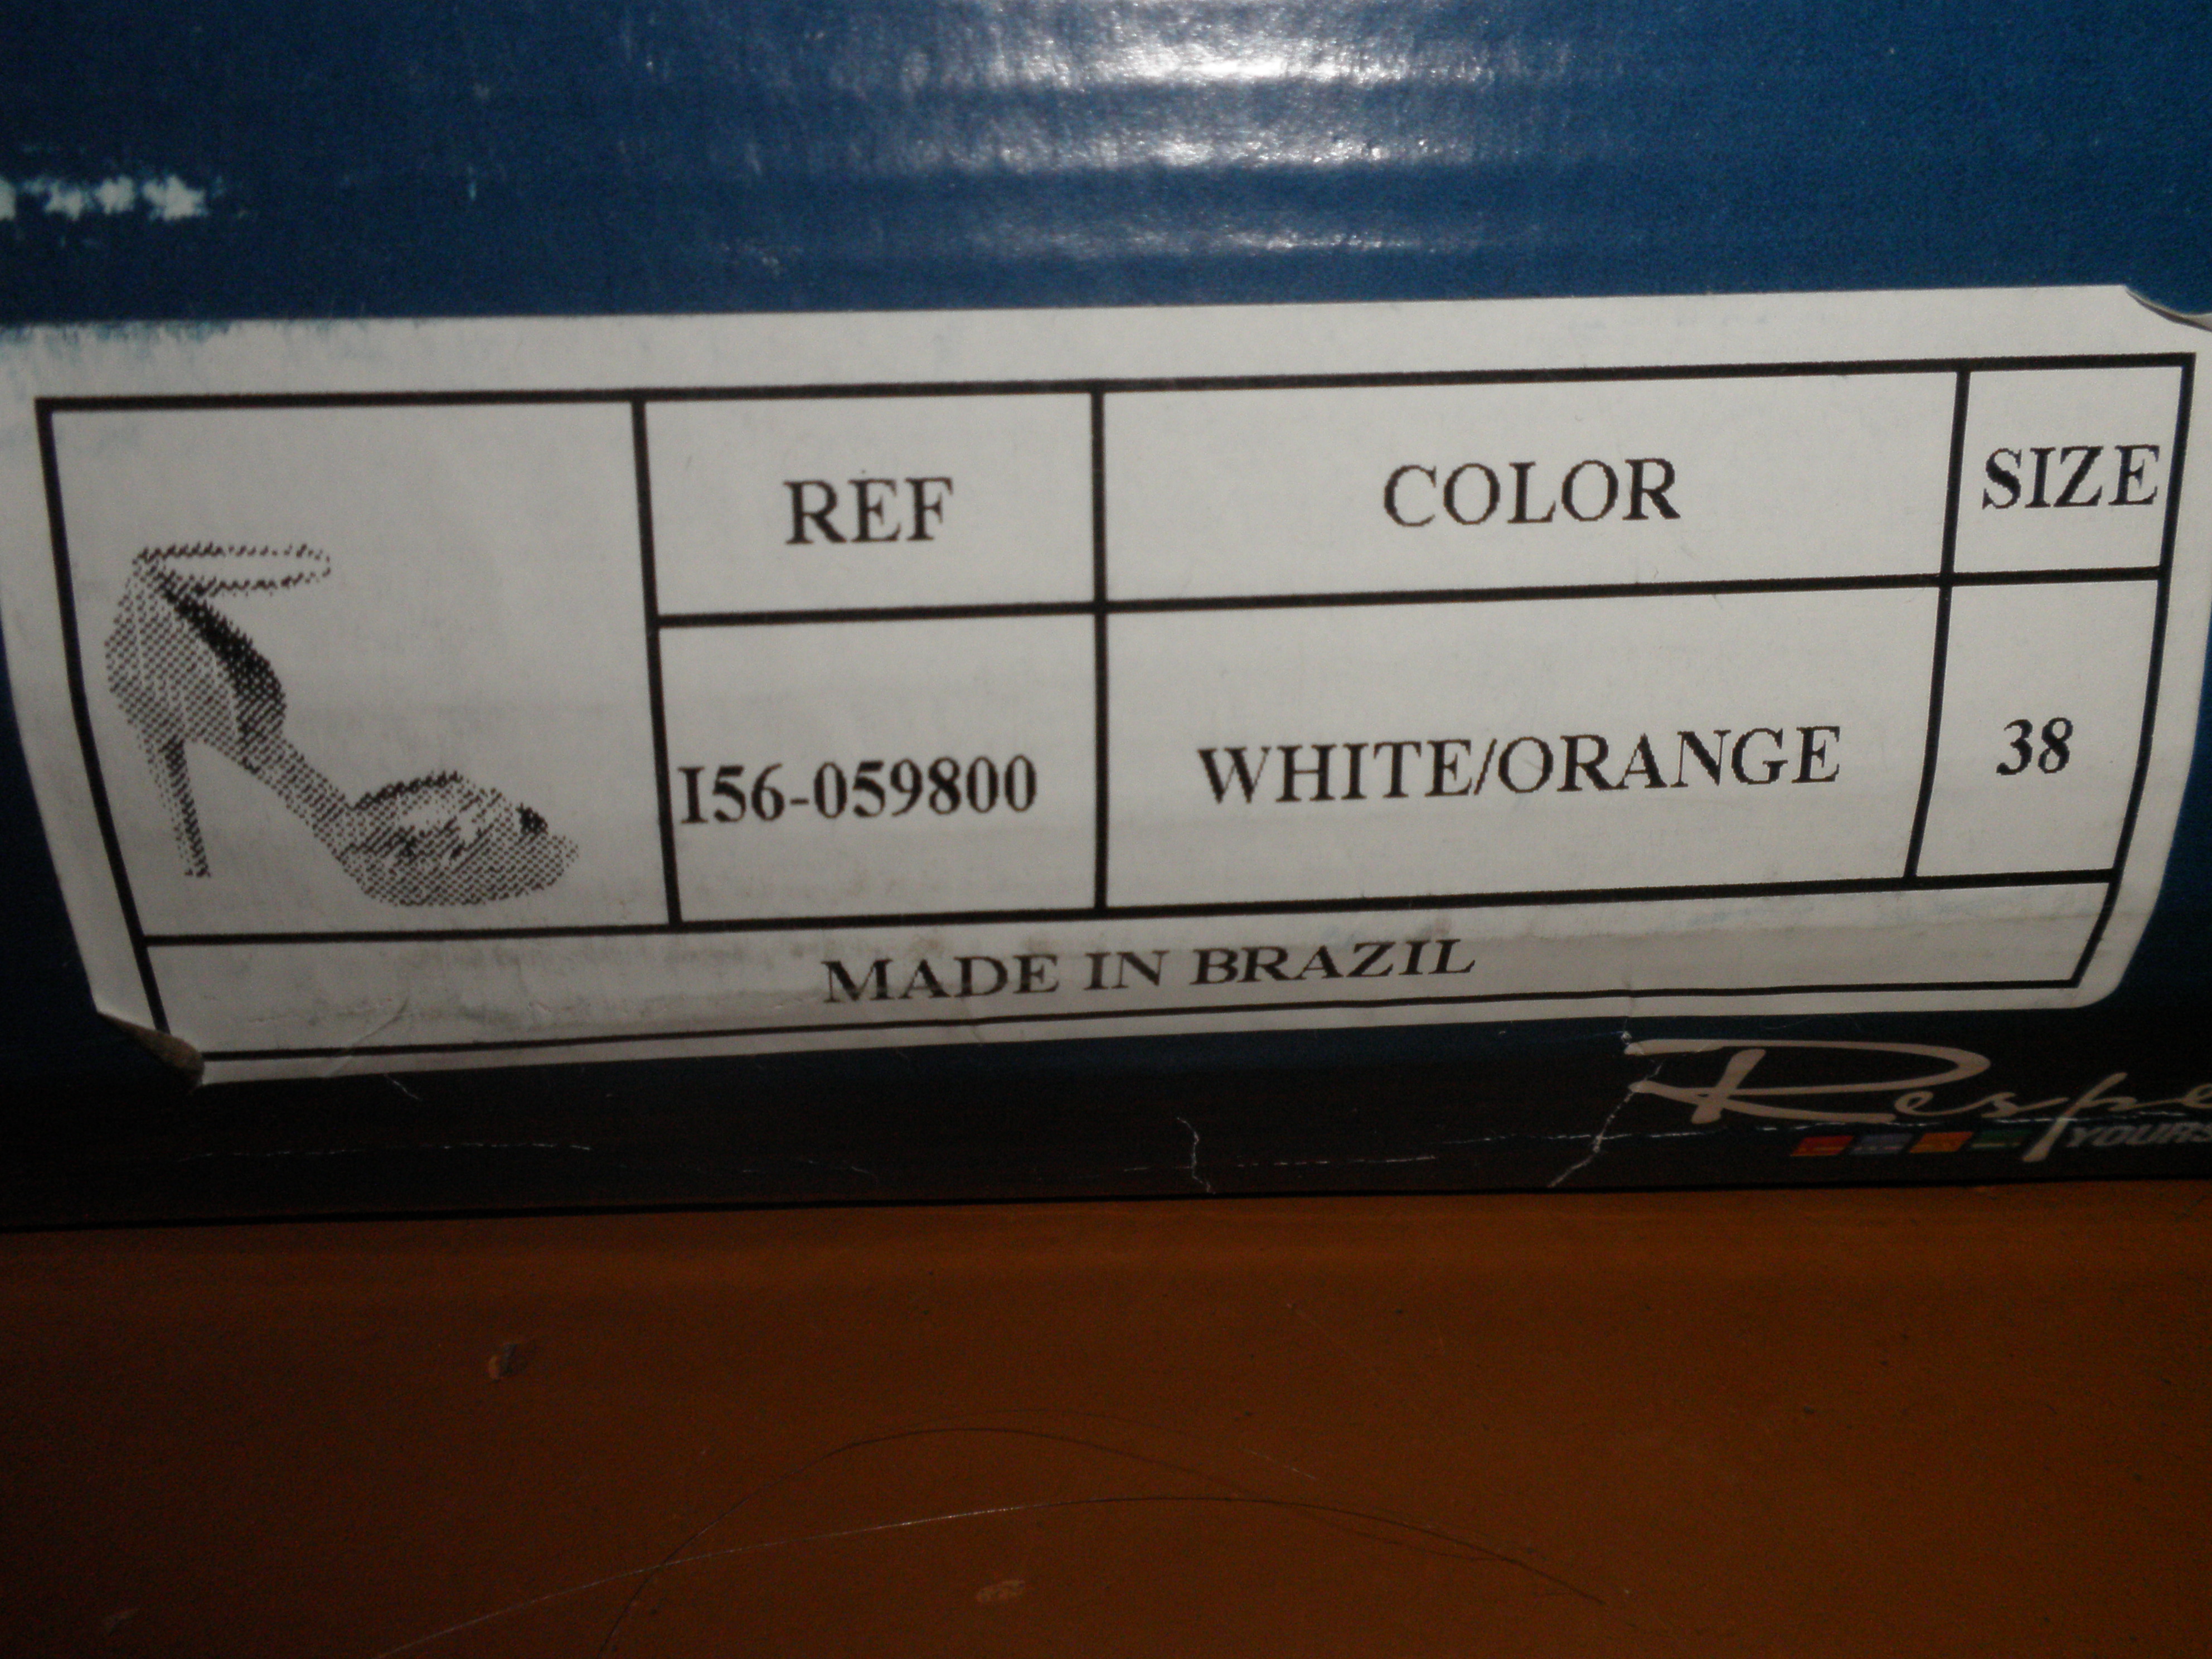 REF COLOR SIZE
I56-059800 WHITE/ORANGE 38
MADE IN BRAZIL